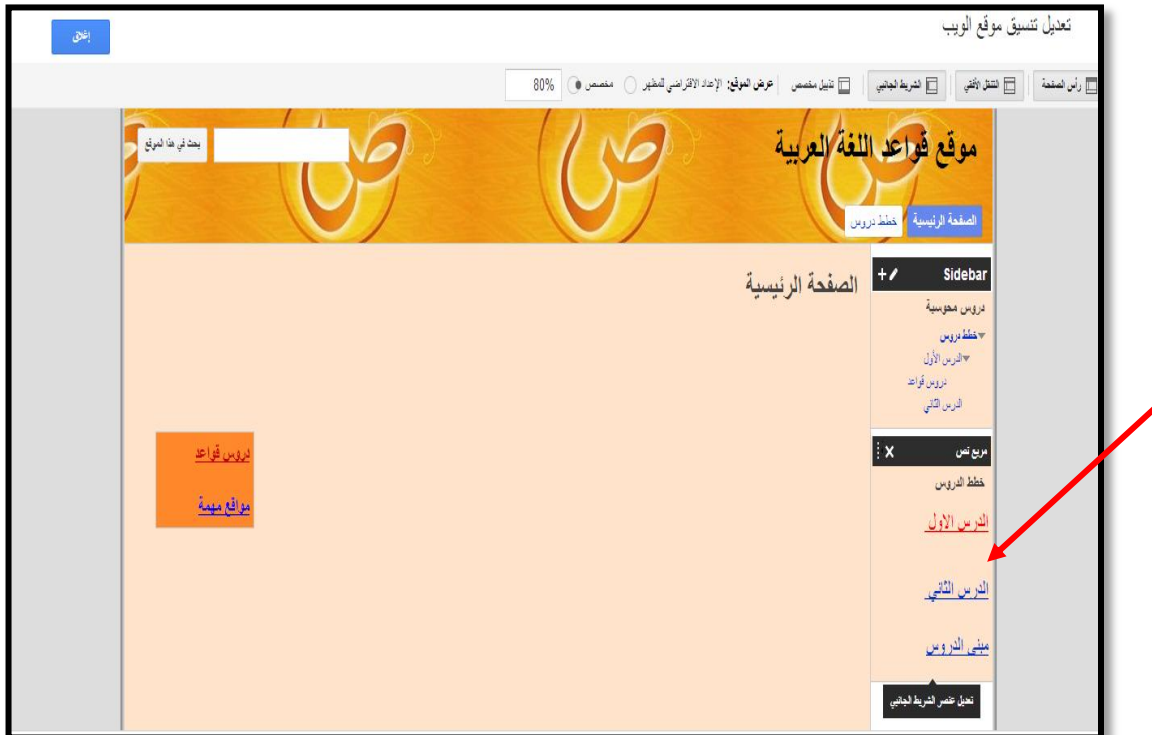 تعديل تنسيق موقع الويب
إغلاق
رأس الصفحة التنقل الأفقي الشريط الجانبي تذييل مخصص عرض الموقع: الإعداد الافتراضي للمظهر مخصص 80%
موقع قواعد اللغة العربية
بحث في هذا الموقع
الصفحة الرئيسية خطط دروس
Sidebar
دروس محوسبة
خطط دروس
الدرس الأول
دروس قواعد
الدرس الثاني
الصفحة الرئيسية
مربع نص
خطط الدروس
الدرس الاول
الدرس الثاني
مبنى الدروس
تعديل عنصر الشريط الجانبي
دروس قواعد
مواقع مهمة